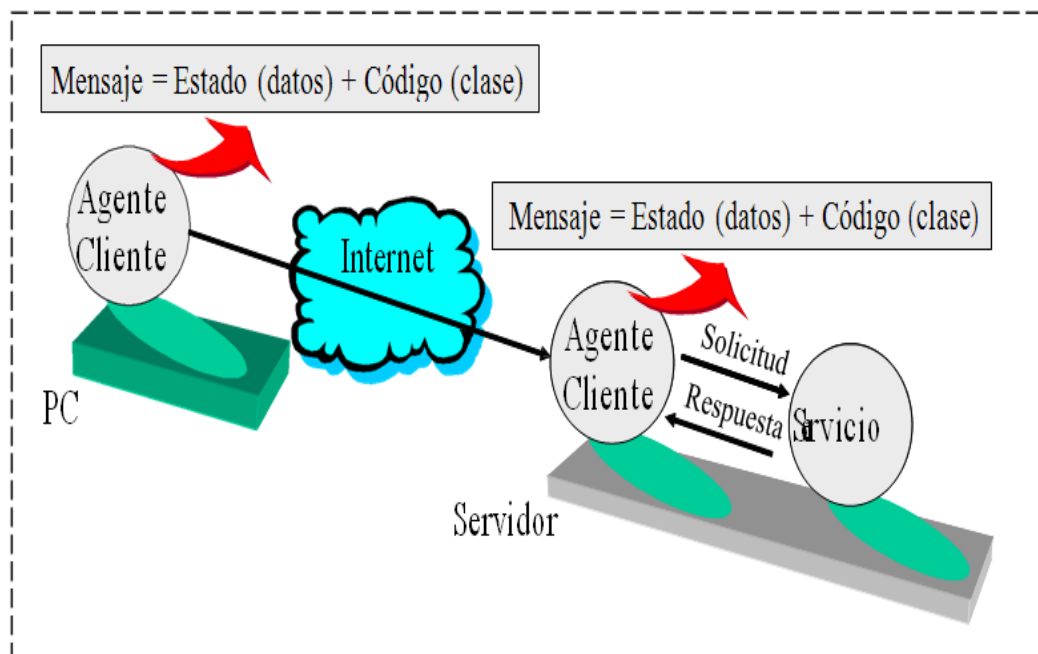 Mensaje = Estado (datos) + Código (clase)
Agente
Cliente
Internet
PC
Mensaje = Estado (datos) + Código (clase)
Agente
Cliente
Solicitud
Respuesta
Servicio
Servidor